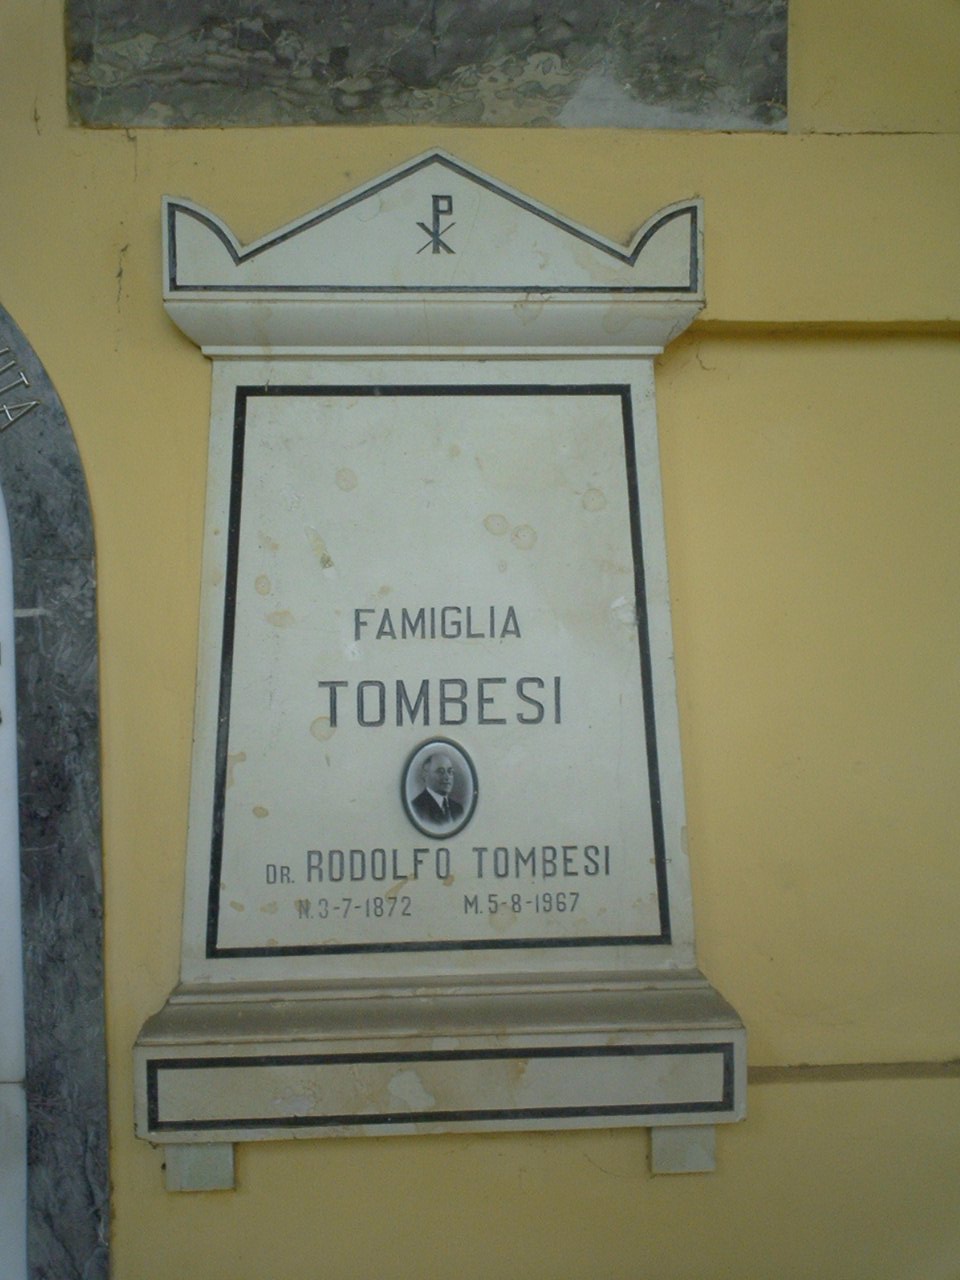 FAMIGLIA
TOMBESI
DR. RODOLFO TOMBESI
N. 3-7-1872 M. 5-8-1967